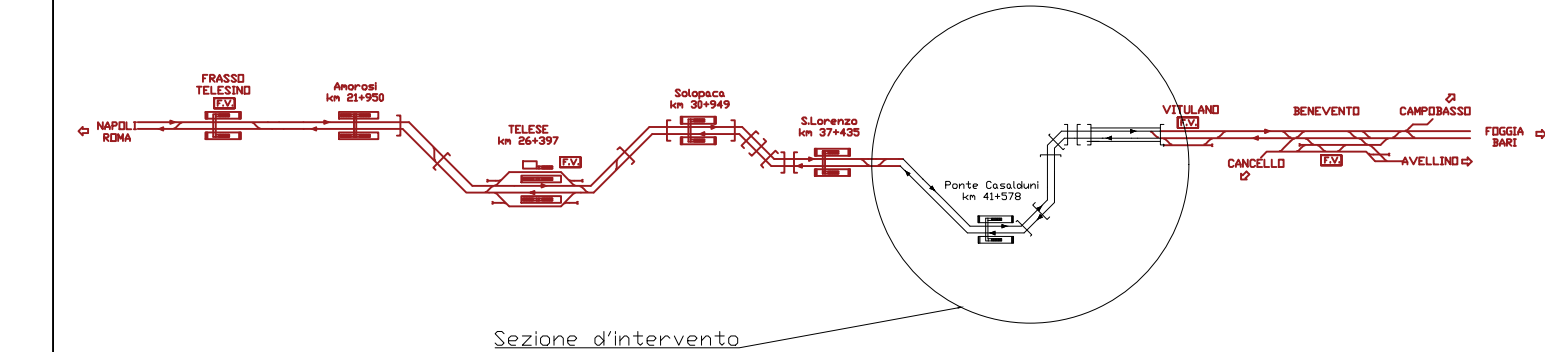 FRASSO
TELESINO
F.V.
NAPOLI
ROMA
Amorosi
km 21+950
TELESE
km 26+397
F.V.
Solopaca
km 30+949
S.Lorenzo
km 37+435
Ponte Casalduni
km 41+578
VITULANO
F.V.
BENEVENTO
F.V.
CAMPOBASSO
CANCELLO
AVELLINO
FOGGIA
BARI
Sezione d'intervento